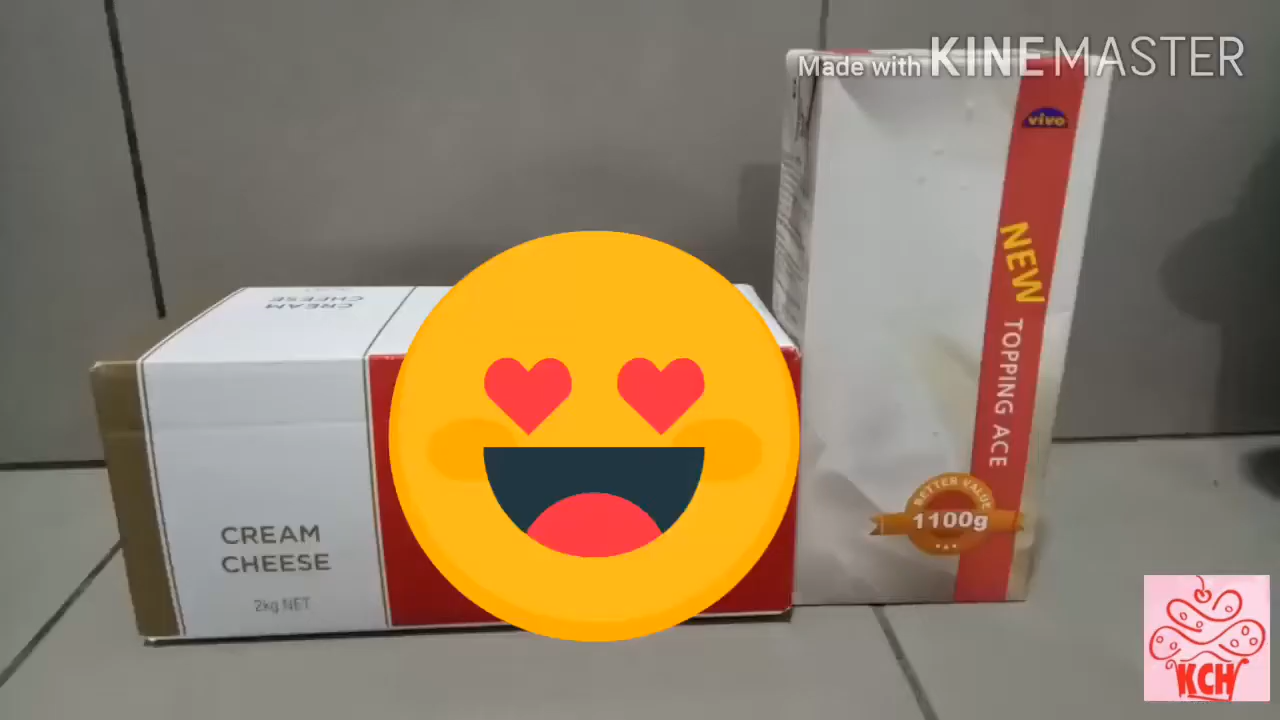 Made with KINEMASTER
vivo
NEW TOPPING ACE
BETTER VALUE
1100g
CREAM
CHEESE
CREAM
CHEESE
2kg NET
KCH